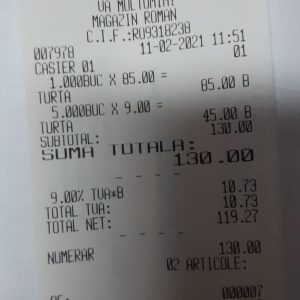 VA MULTUMIM!
MAGAZIN ROMAN
C.I.F.:RO9318238
007978 11-02-2021 11:51
CASIER 01 01
1.000BUC X 85.00 =
TURTA 85.00 B
5.000BUC X 9.00 =
TURTA 45.00 B
SUBTOTAL: 130.00
SUMA TOTALA:
130.00
- - - -
9.00% TVA*B 10.73
TOTAL TVA: 10.73
TOTAL NET: 119.27
- - - -
NUMERAR 130.00
02 ARTICOLE:
000007